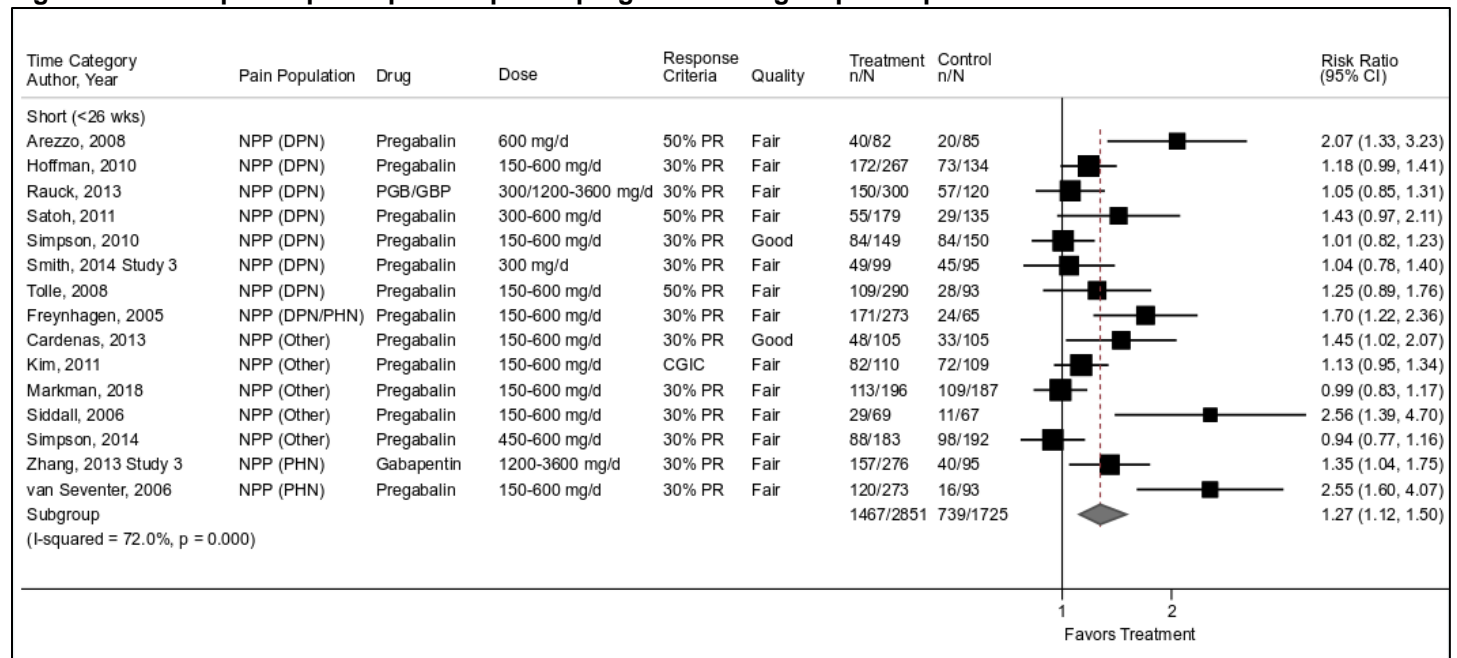 Time Category
Author, Year Pain Population Drug Dose Response Criteria Quality Treatment n/N Control n/N Risk Ratio (95% CI)
Short (<26 wks)
Arezzo, 2008 NPP (DPN) Pregabalin 600 mg/d 50% PR Fair 40/82 20/85 2.07 (1.33, 3.23)
Hoffman, 2010 NPP (DPN) Pregabalin 150-600 mg/d 30% PR Fair 172/267 73/134 1.18 (0.99, 1.41)
Rauck, 2013 NPP (DPN) PGB/GBP 300/1200-3600 mg/d 30% PR Fair 150/300 57/120 1.05 (0.85, 1.31)
Satoh, 2011 NPP (DPN) Pregabalin 300-600 mg/d 50% PR Fair 55/179 29/135 1.43 (0.97, 2.11)
Simpson, 2010 NPP (DPN) Pregabalin 150-600 mg/d 30% PR Good 84/149 84/150 1.01 (0.82, 1.23)
Smith, 2014 Study 3 NPP (DPN) Pregabalin 300 mg/d 30% PR Fair 49/99 45/95 1.04 (0.78, 1.40)
Tolle, 2008 NPP (DPN) Pregabalin 150-600 mg/d 50% PR Fair 109/290 28/93 1.25 (0.89, 1.76)
Freynhagen, 2005 NPP (DPN/PHN) Pregabalin 150-600 mg/d 30% PR Fair 171/273 24/65 1.70 (1.22, 2.36)
Cardenas, 2013 NPP (Other) Pregabalin 150-600 mg/d 30% PR Good 48/105 33/105 1.45 (1.02, 2.07)
Kim, 2011 NPP (Other) Pregabalin 150-600 mg/d CGIC Fair 82/110 72/109 1.13 (0.95, 1.34)
Markman, 2018 NPP (Other) Pregabalin 150-600 mg/d 30% PR Fair 113/196 109/187 0.99 (0.83, 1.17)
Siddall, 2006 NPP (Other) Pregabalin 150-600 mg/d 30% PR Fair 29/69 11/67 2.56 (1.39, 4.70)
Simpson, 2014 NPP (Other) Pregabalin 450-600 mg/d 30% PR Fair 88/183 98/192 0.94 (0.77, 1.16)
Zhang, 2013 Study 3 NPP (PHN) Gabapentin 1200-3600 mg/d 30% PR Fair 157/276 40/95 1.35 (1.04, 1.75)
van Seventer, 2006 NPP (PHN) Pregabalin 150-600 mg/d 30% PR Fair 120/273 16/93 2.55 (1.60, 4.07)
Subgroup 1467/2851 739/1725 1.27 (1.12, 1.50)
(I-squared = 72.0%, p = 0.000)
1 2
Favors Treatment